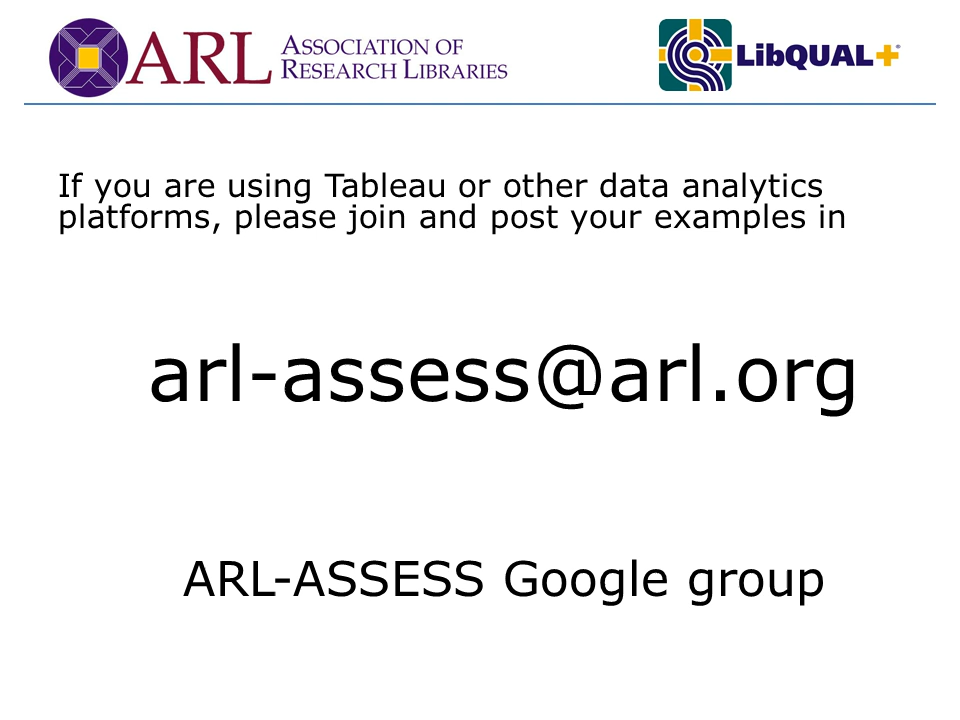 ARL ASSOCIATION OF
RESEARCH LIBRARIES
LibQUAL+®
If you are using Tableau or other data analytics
platforms, please join and post your examples in
arl-assess@arl.org
ARL-ASSESS Google group